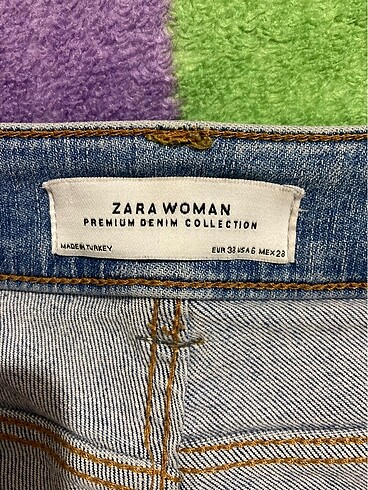 ZARA WOMAN
PREMIUM DENIM COLLECTION
MADE IN TURKEY EUR 38 USA 6 MEX 28